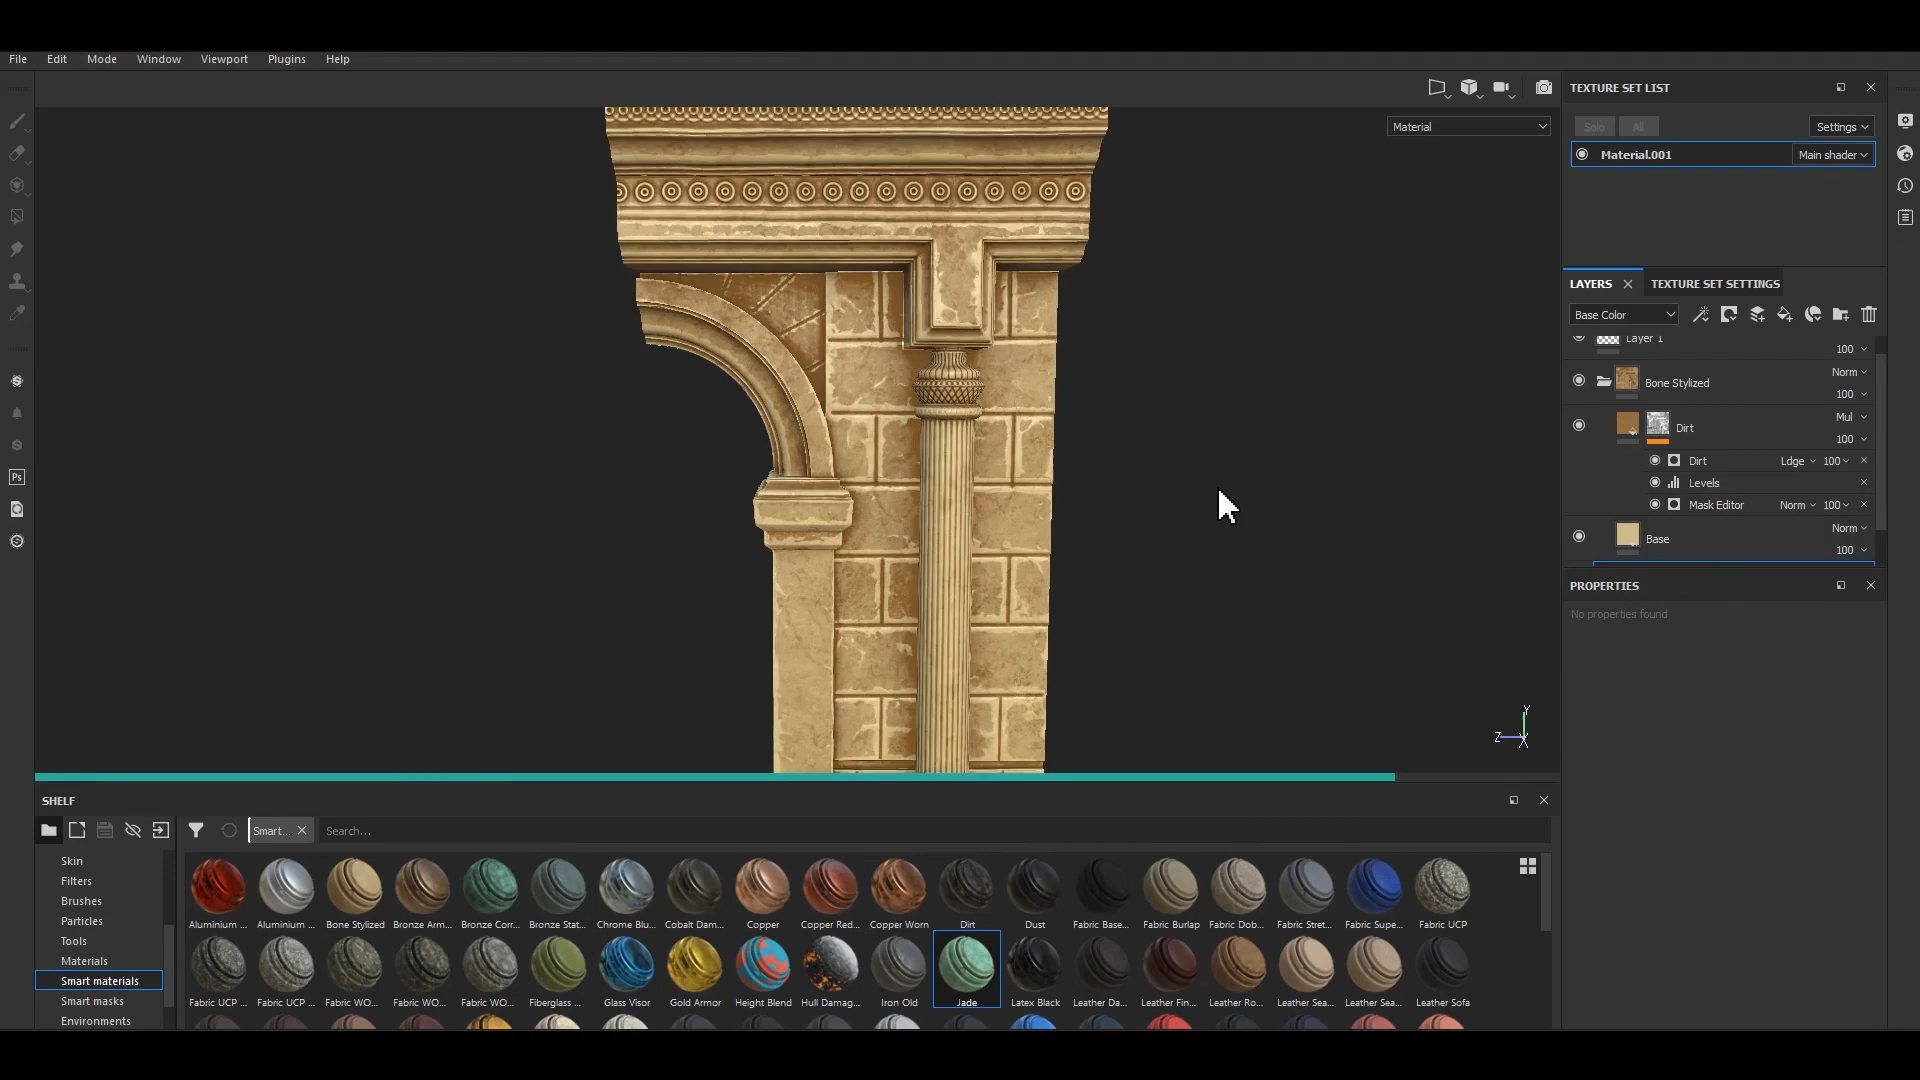 File Edit Mode Window Viewport Plugins Help
Material
TEXTURE SET LIST
Solo All Settings
Material.001 Main shader
LAYERS TEXTURE SET SETTINGS
Base Color
Layer 1
100
Norm
Bone Stylized
100
Mul
Dirt
100
Dirt Ldge 100
Levels
Mask Editor Norm 100
Norm
Base
100
PROPERTIES
No properties found
Y
Z X
SHELF
Smart... Search...
Skin
Filters
Brushes
Particles
Tools
Materials
Smart materials
Smart masks
Environments
Aluminium ... Aluminium ... Bone Stylized Bronze Arm... Bronze Corr... Bronze Stat... Chrome Blu... Cobalt Dam... Copper Copper Red... Copper Worn Dirt Dust Fabric Base... Fabric Burlap Fabric Dob... Fabric Stret... Fabric Supe... Fabric UCP
Fabric UCP ... Fabric UCP ... Fabric WO... Fabric WO... Fabric WO... Fiberglass ... Glass Visor Gold Armor Height Blend Hull Damag... Iron Old Jade Latex Black Leather Da... Leather Fin... Leather Ro... Leather Sea... Leather Sea... Leather Sofa
Ps